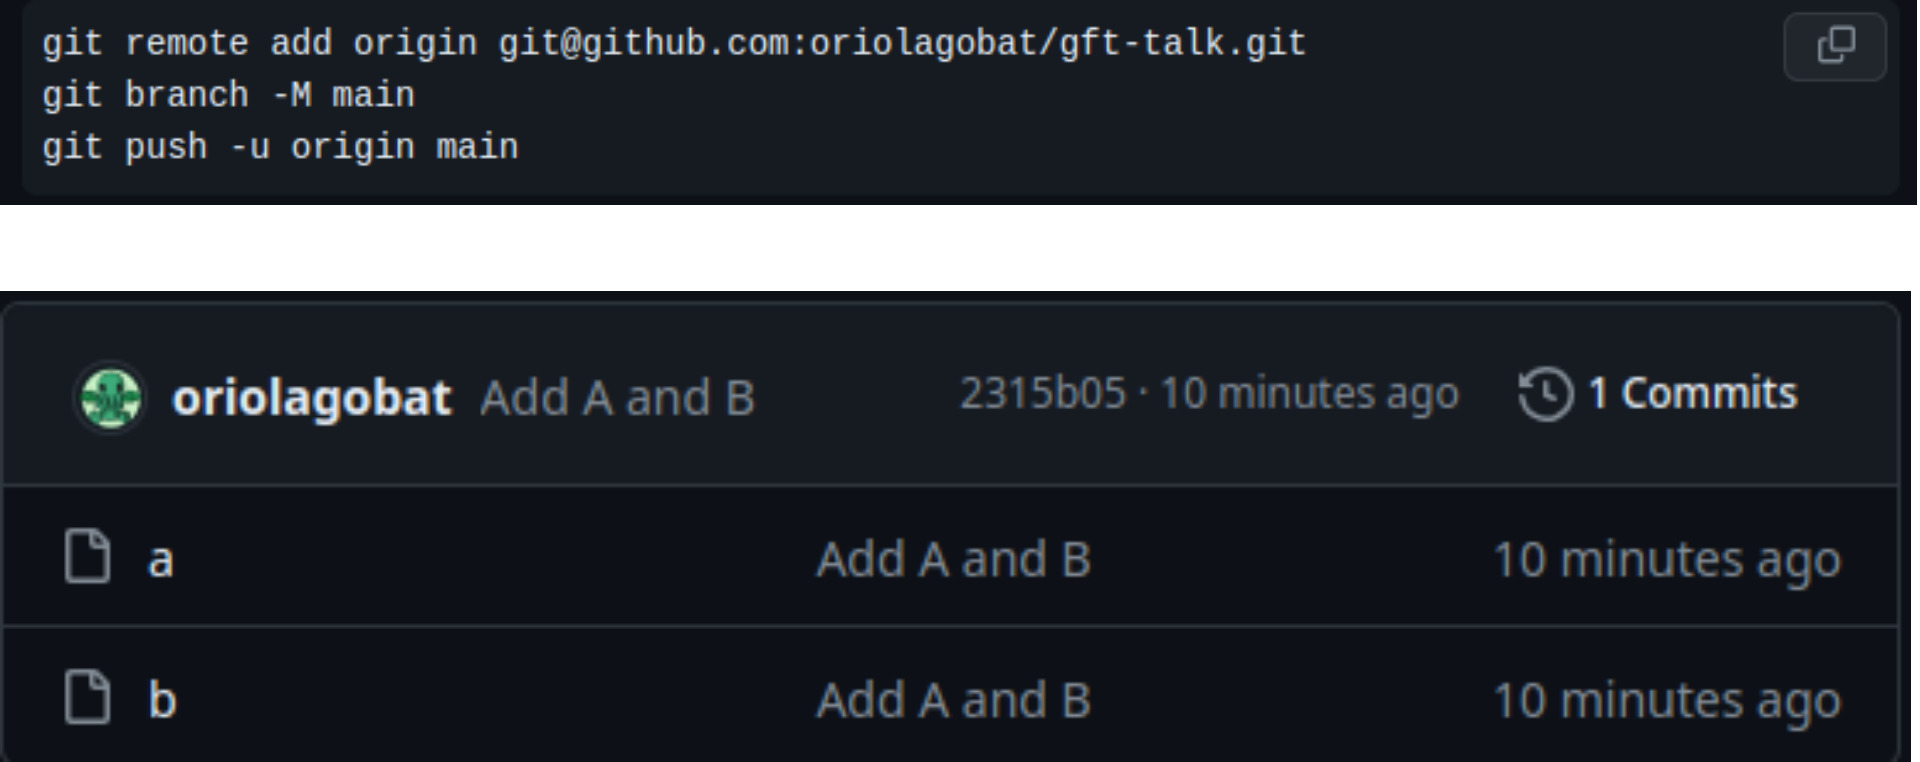 git remote add origin git@github.com:oriolagobat/gft-talk.git
git branch -M main
git push -u origin main
oriolagobat Add A and B 2315b05 · 10 minutes ago 1 Commits
a Add A and B 10 minutes ago
b Add A and B 10 minutes ago